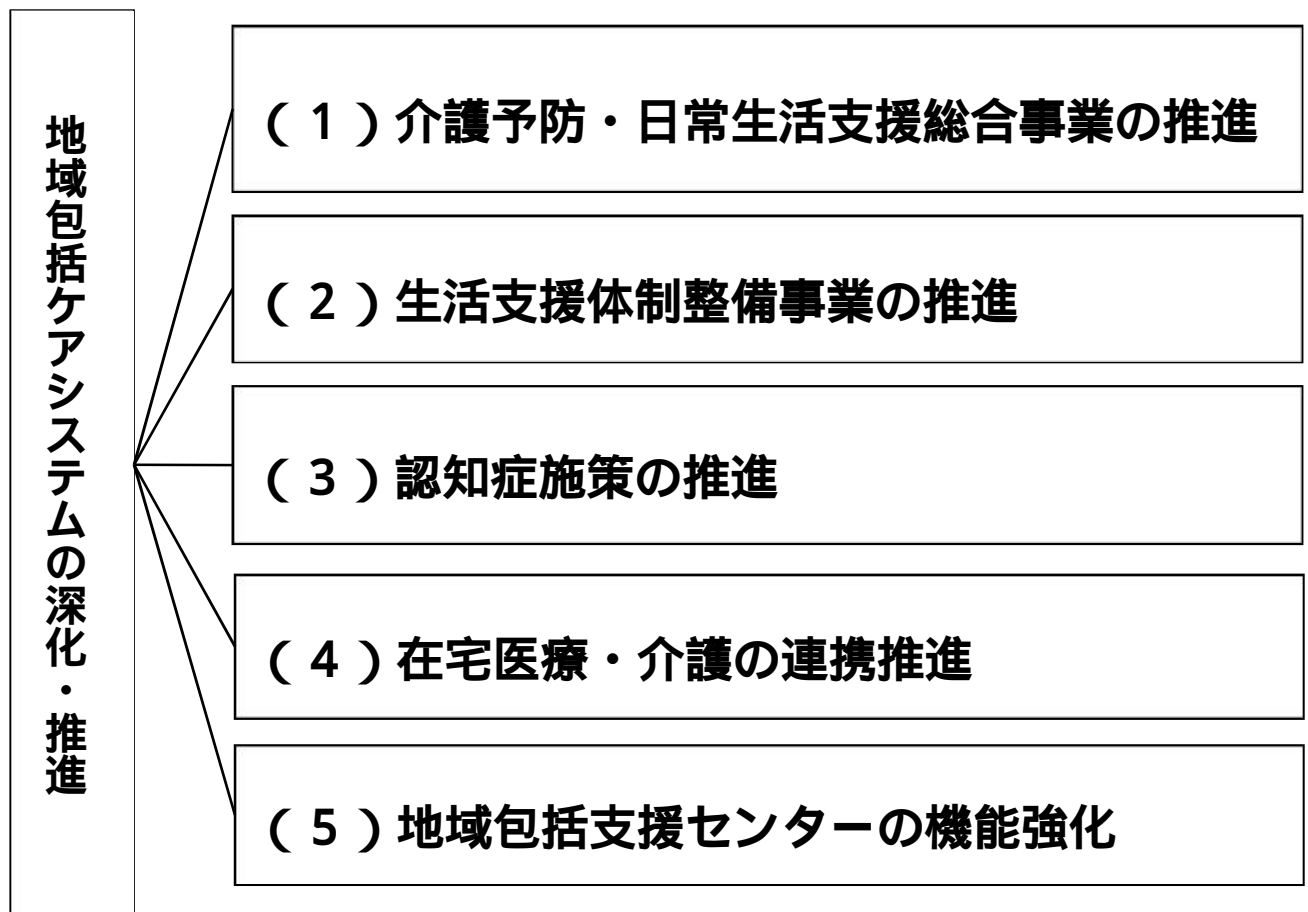 地域包括ケアシステムの深化・推進
（１）介護予防・日常生活支援総合事業の推進
（２）生活支援体制整備事業の推進
（３）認知症施策の推進
（４）在宅医療・介護の連携推進
（５）地域包括支援センターの機能強化